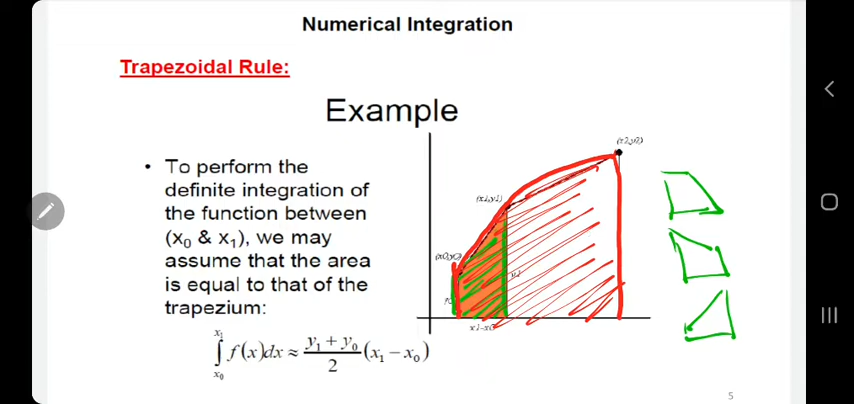 Numerical Integration
Trapezoidal Rule:
Example
• To perform the
definite integration of
the function between
(x₀ & x₁), we may
assume that the area
is equal to that of the
trapezium:
∫ₓ₀ˣ¹ f(x)dx ≈ (y₁ + y₀)/2 (x₁ − x₀)
(x2,y2)
(x1,y1)
(x0,y0)
y1
x1-x0
5